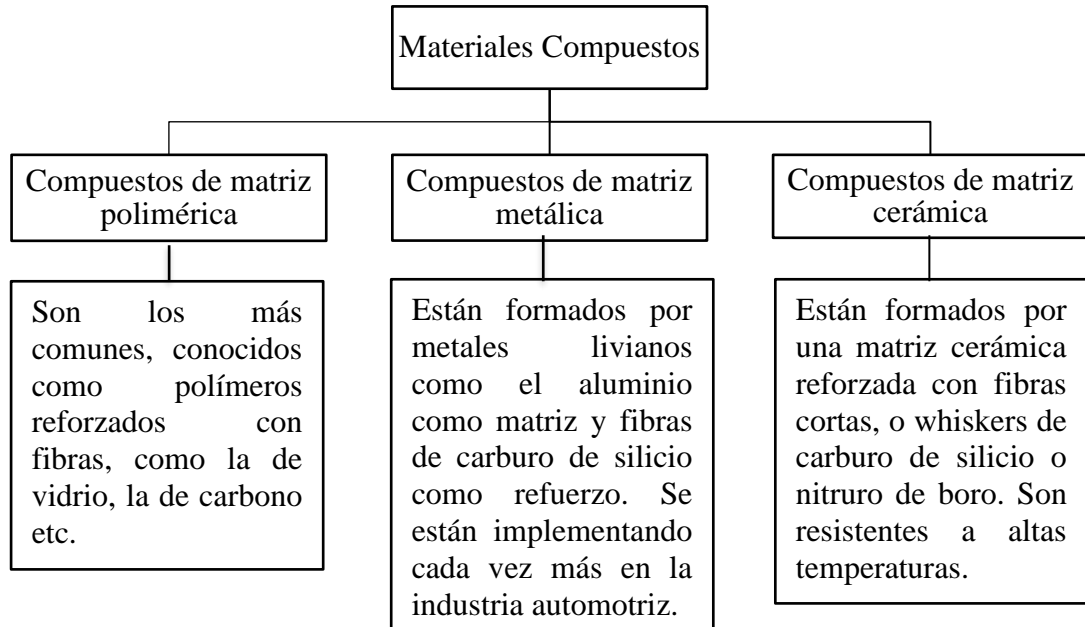 Materiales Compuestos
Compuestos de matriz
polimérica
Compuestos de matriz
metálica
Compuestos de matriz
cerámica
Son los más
comunes, conocidos
como polímeros
reforzados con
fibras, como la de
vidrio, la de carbono
etc.
Están formados por
metales livianos
como el aluminio
como matriz y fibras
de carburo de silicio
como refuerzo. Se
están implementando
cada vez más en la
industria automotriz.
Están formados por
una matriz cerámica
reforzada con fibras
cortas, o whiskers de
carburo de silicio o
nitruro de boro. Son
resistentes a altas
temperaturas.